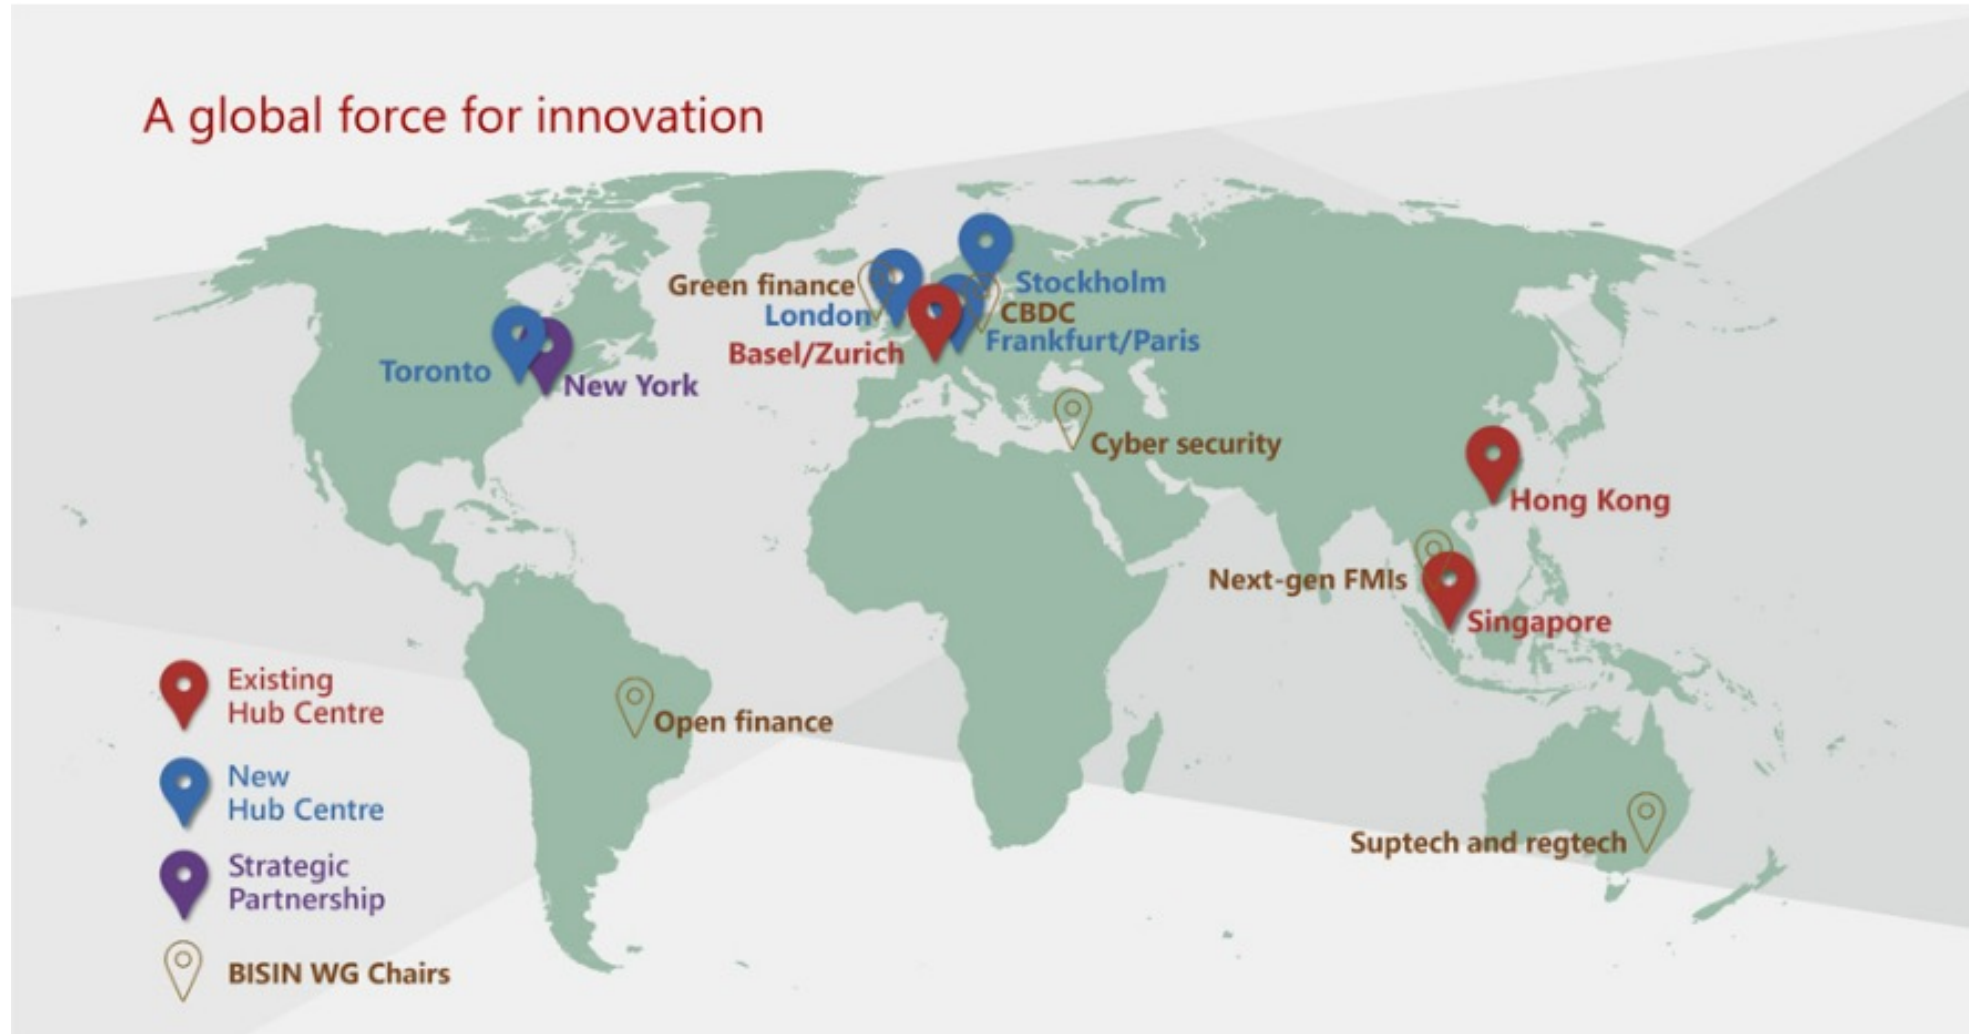 A global force for innovation
Green finance
Stockholm
London
CBDC
Frankfurt/Paris
Basel/Zurich
Toronto
New York
Cyber security
Hong Kong
Next-gen FMIs
Singapore
Open finance
Suptech and regtech
Existing
Hub Centre
New
Hub Centre
Strategic
Partnership
BISIN WG Chairs